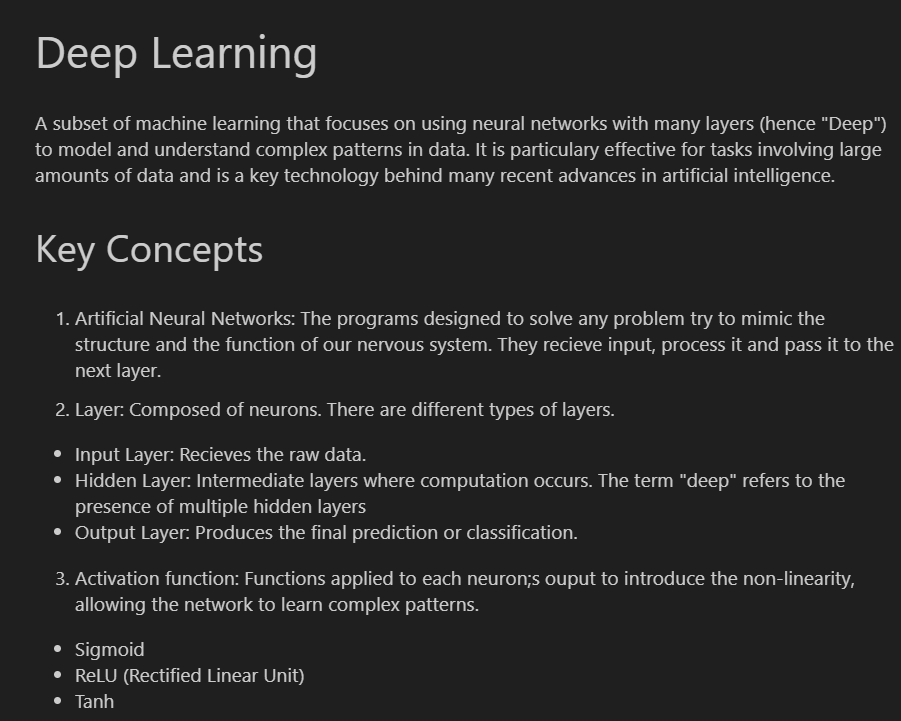 Deep Learning
A subset of machine learning that focuses on using neural networks with many layers (hence "Deep")
to model and understand complex patterns in data. It is particulary effective for tasks involving large
amounts of data and is a key technology behind many recent advances in artificial intelligence.
Key Concepts
1. Artificial Neural Networks: The programs designed to solve any problem try to mimic the
structure and the function of our nervous system. They recieve input, process it and pass it to the
next layer.
2. Layer: Composed of neurons. There are different types of layers.
• Input Layer: Recieves the raw data.
• Hidden Layer: Intermediate layers where computation occurs. The term "deep" refers to the
presence of multiple hidden layers
• Output Layer: Produces the final prediction or classification.
3. Activation function: Functions applied to each neuron;s ouput to introduce the non-linearity,
allowing the network to learn complex patterns.
• Sigmoid
• ReLU (Rectified Linear Unit)
• Tanh